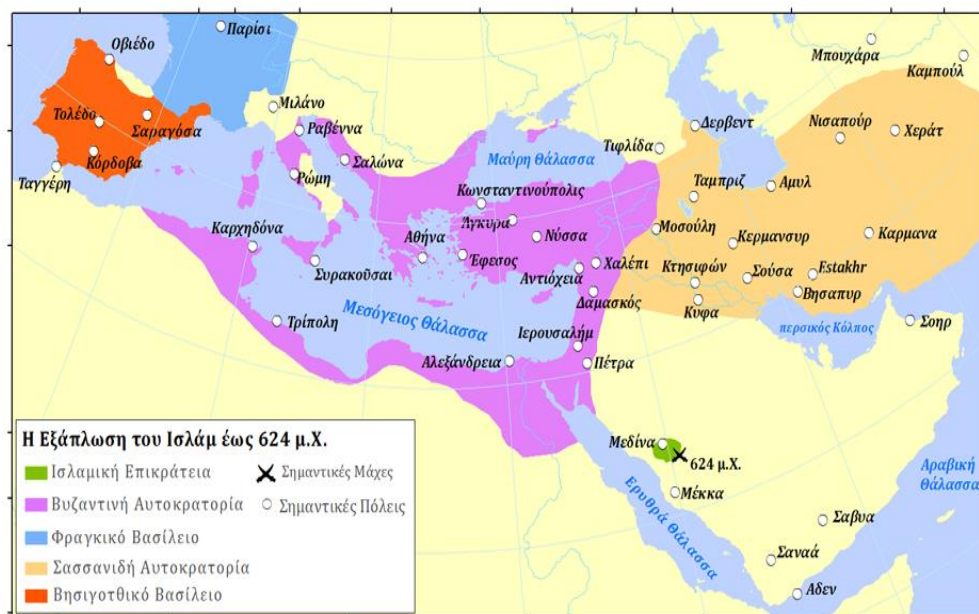 Παρίσι
Οβιέδο
Μπουχάρα
Καμπούλ
Μιλάνο
Τολέδο
Σαραγόσα
Ραβέννα
Δερβεντ
Νισαπούρ
Χεράτ
Τιφλίδα
Κόρδοβα
Σαλώνα
Μαύρη Θάλασσα
Ταγγέρη
Ρώμη
Κωνσταντινούπολις
Ταμπριζ
Αμυλ
Άγκυρα
Καρχηδόνα
Αθήνα
Νύσσα
Μοσούλη
Κερμανσυρ
Καρμανα
Συρακοῦσαι
Έφεσος
Χαλέπι
Αντιόχεια
Κτησιφών
Σούσα
Estakhr
Δαμασκός
Βησαπυρ
Κυφα
Μεσόγειος Θάλασσα
Τρίπολη
Ιερουσαλήμ
περσικός Κόλπος
Σοηρ
Αλεξάνδρεια
Πέτρα
Η Εξάπλωση του Ισλάμ έως 624 μ.Χ.
Ισλαμική Επικράτεια
Σημαντικές Μάχες
Βυζαντινή Αυτοκρατορία
Σημαντικές Πόλεις
Φραγκικό Βασίλειο
Σασσανιδή Αυτοκρατορία
Βησιγοτθικό Βασίλειο
Μεδίνα
624 μ.Χ.
Μέκκα
Ερυθρά Θάλασσα
Αραβική
Θάλασσα
Σαβυα
Σαναά
Αδεν